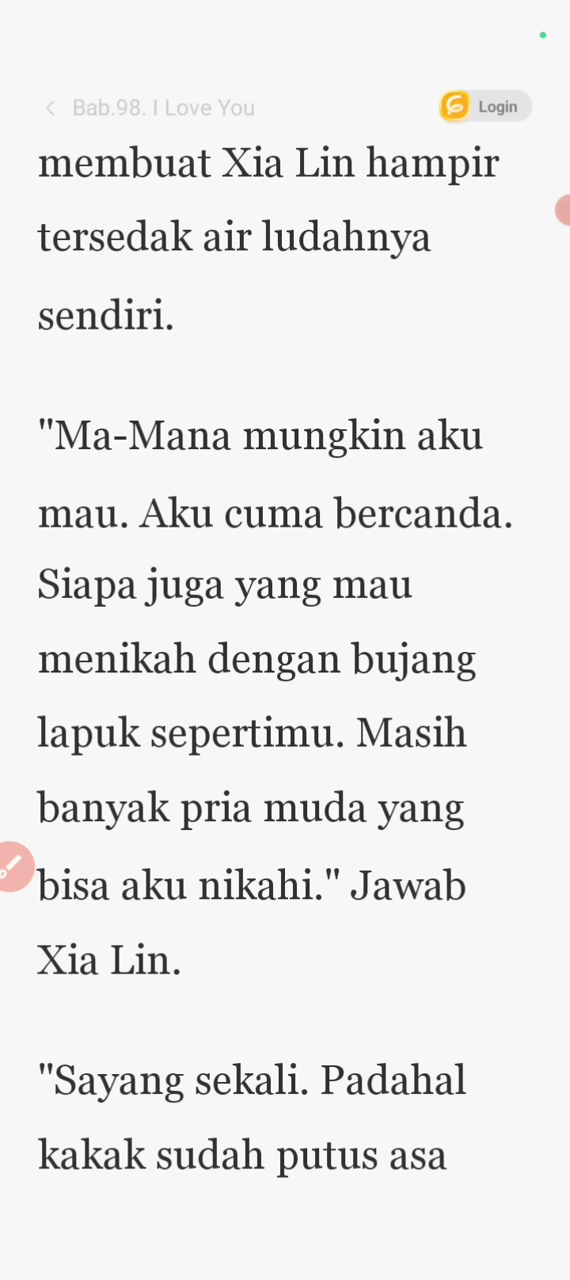 Bab.98. I Love You
Login
membuat Xia Lin hampir
tersedak air ludahnya
sendiri.
"Ma-Mana mungkin aku
mau. Aku cuma bercanda.
Siapa juga yang mau
menikah dengan bujang
lapuk sepertimu. Masih
banyak pria muda yang
bisa aku nikahi." Jawab
Xia Lin.
"Sayang sekali. Padahal
kakak sudah putus asa